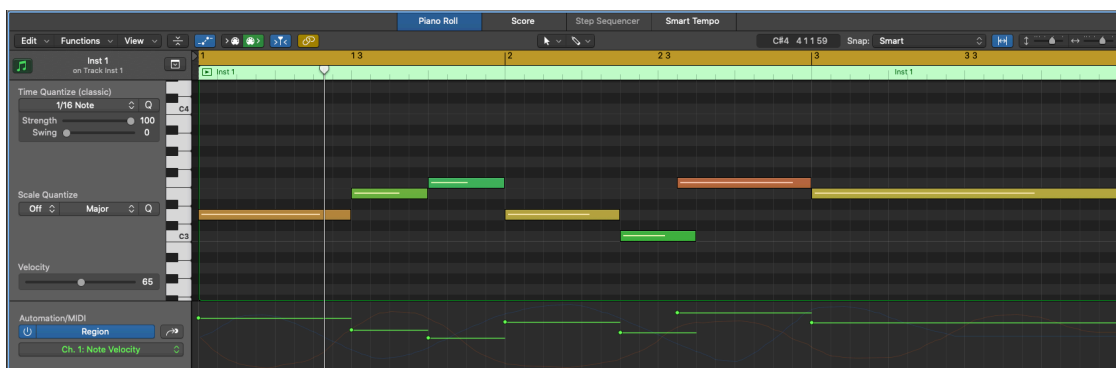 Piano Roll Score Step Sequencer Smart Tempo
Edit Functions View C#4 4 1 1 59 Snap: Smart
1 1 3 2 2 3 3 3 3
Inst 1
on Track Inst 1
Inst 1 Inst 1
Time Quantize (classic)
1/16 Note Q
C4
Strength 100
Swing 0
Scale Quantize
Off Major Q
C3
Velocity
65
Automation/MIDI
Region
Ch. 1: Note Velocity